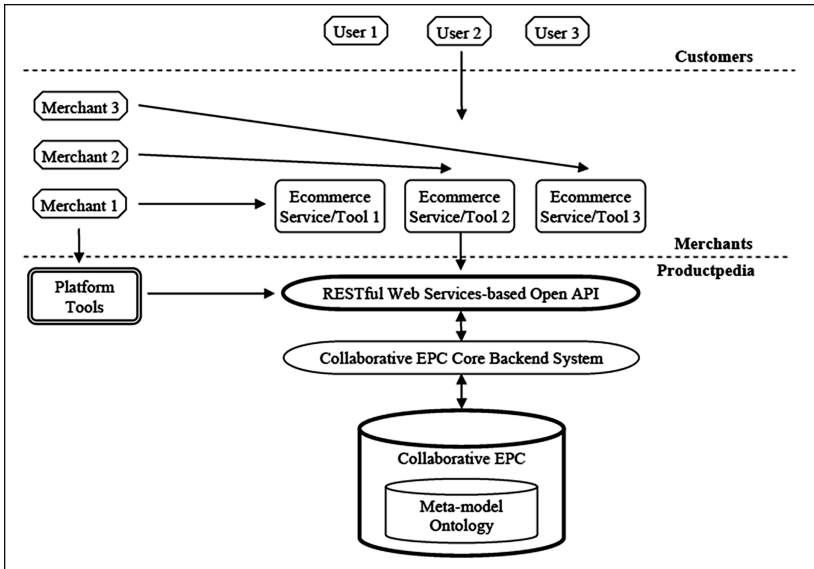 User 1
User 2
User 3
Customers
Merchant 3
Merchant 2
Merchant 1
Ecommerce
Service/Tool 1
Ecommerce
Service/Tool 2
Ecommerce
Service/Tool 3
Merchants
Productpedia
Platform
Tools
RESTful Web Services-based Open API
Collaborative EPC Core Backend System
Collaborative EPC
Meta-model
Ontology